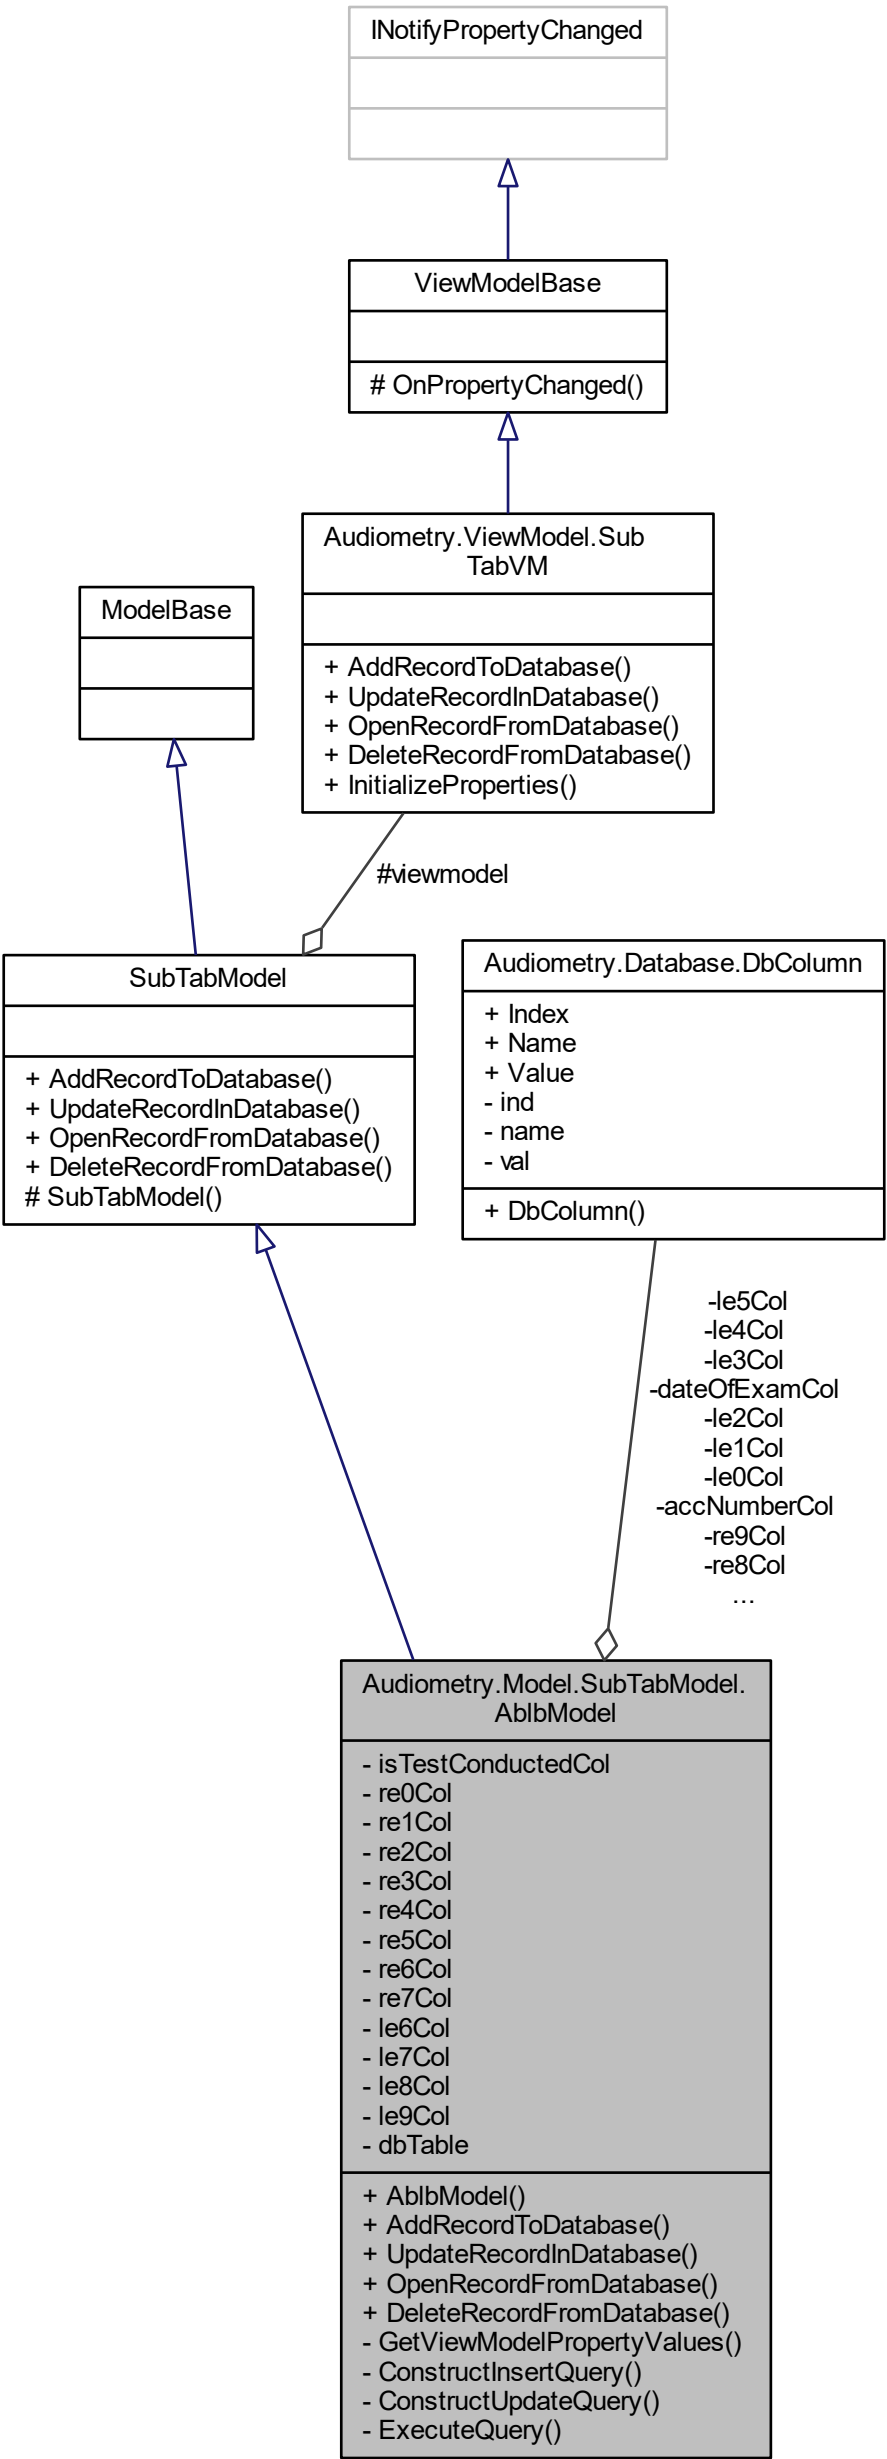 INotifyPropertyChanged
ViewModelBase
# OnPropertyChanged()
Audiometry.ViewModel.Sub
TabVM
+ AddRecordToDatabase()
+ UpdateRecordInDatabase()
+ OpenRecordFromDatabase()
+ DeleteRecordFromDatabase()
+ InitializeProperties()
ModelBase
#viewmodel
SubTabModel
+ AddRecordToDatabase()
+ UpdateRecordInDatabase()
+ OpenRecordFromDatabase()
+ DeleteRecordFromDatabase()
# SubTabModel()
Audiometry.Database.DbColumn
+ Index
+ Name
+ Value
- ind
- name
- val
+ DbColumn()
-le5Col
-le4Col
-le3Col
-dateOfExamCol
-le2Col
-le1Col
-le0Col
-accNumberCol
-re9Col
-re8Col
...
Audiometry.Model.SubTabModel.
AblbModel
- isTestConductedCol
- re0Col
- re1Col
- re2Col
- re3Col
- re4Col
- re5Col
- re6Col
- re7Col
- le6Col
- le7Col
- le8Col
- le9Col
- dbTable
+ AblbModel()
+ AddRecordToDatabase()
+ UpdateRecordInDatabase()
+ OpenRecordFromDatabase()
+ DeleteRecordFromDatabase()
- GetViewModelPropertyValues()
- ConstructInsertQuery()
- ConstructUpdateQuery()
- ExecuteQuery()